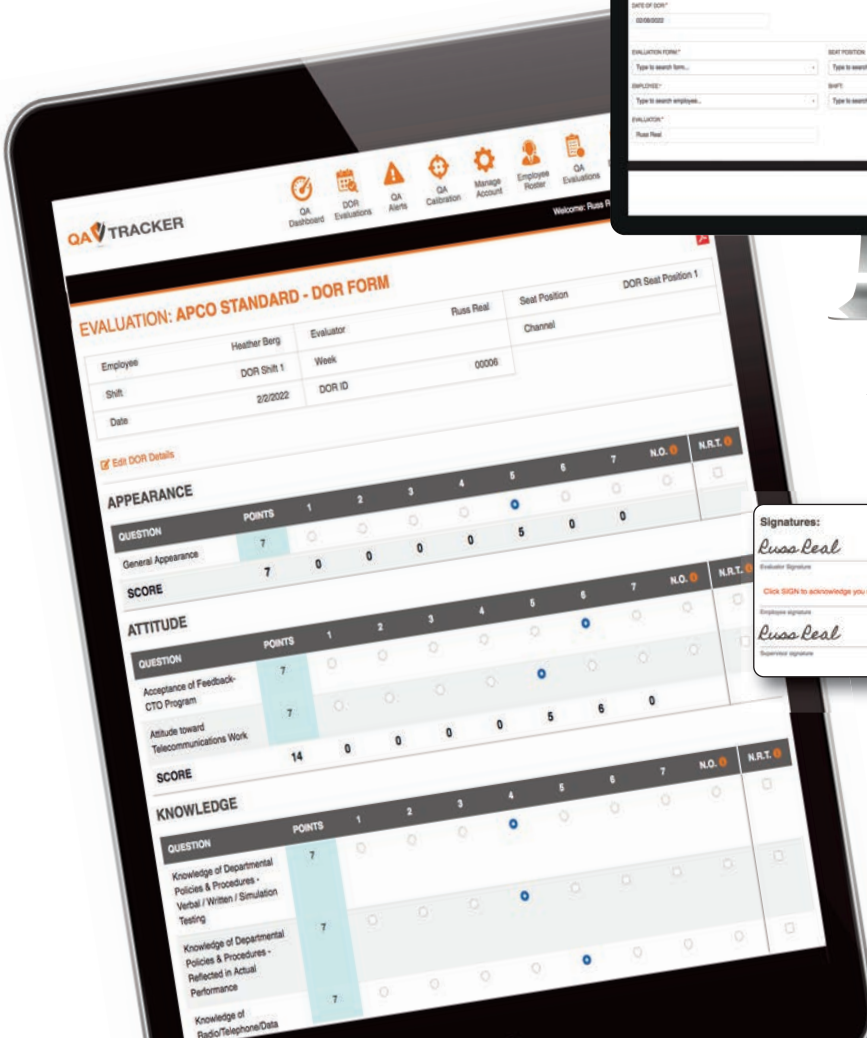 DATE OF DOR:*
02/08/2022
EVALUATION FORM:*
SEAT POSITION:
Type to search form...
Type to search
EMPLOYEE:*
SHIFT:
Type to search employee...
Type to search
EVALUATOR:*
Russ Real
QA TRACKER
QA Dashboard
DOR Evaluations
QA Alerts
QA Calibration
Manage Account
Employee Roster
QA Evaluations
Welcome: Russ R
EVALUATION: APCO STANDARD - DOR FORM
Employee Heather Berg Evaluator Russ Real Seat Position DOR Seat Position 1
Shift DOR Shift 1 Week Channel
Date 2/2/2022 DOR ID 00006
Edit DOR Details
APPEARANCE
QUESTION POINTS 1 2 3 4 5 6 7 N.O. N.R.T.
General Appearance 7
SCORE 7 0 0 0 0 5 0 0
ATTITUDE
QUESTION POINTS 1 2 3 4 5 6 7 N.O. N.R.T.
Acceptance of Feedback- 7
CTO Program
Attitude toward 7
Telecommunications Work
SCORE 14 0 0 0 0 5 6 0
KNOWLEDGE
QUESTION POINTS 1 2 3 4 5 6 7 N.O. N.R.T.
Knowledge of Departmental 7
Policies & Procedures -
Verbal / Written / Simulation
Testing
Knowledge of Departmental 7
Policies & Procedures -
Reflected in Actual
Performance
Knowledge of 7
Radio/Telephone/Data
Signatures:
Russ Real
Evaluator Signature
Click SIGN to acknowledge you
Employee signature
Russ Real
Supervisor signature